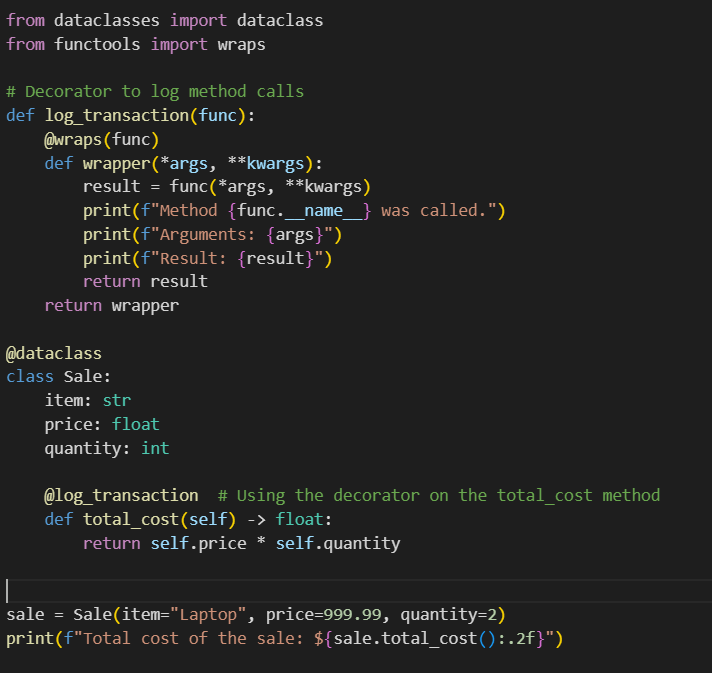 from dataclasses import dataclass
from functools import wraps

# Decorator to log method calls
def log_transaction(func):
    @wraps(func)
    def wrapper(*args, **kwargs):
        result = func(*args, **kwargs)
        print(f"Method {func.__name__} was called.")
        print(f"Arguments: {args}")
        print(f"Result: {result}")
        return result
    return wrapper

@dataclass
class Sale:
    item: str
    price: float
    quantity: int

    @log_transaction  # Using the decorator on the total_cost method
    def total_cost(self) -> float:
        return self.price * self.quantity


sale = Sale(item="Laptop", price=999.99, quantity=2)
print(f"Total cost of the sale: ${sale.total_cost():.2f}")